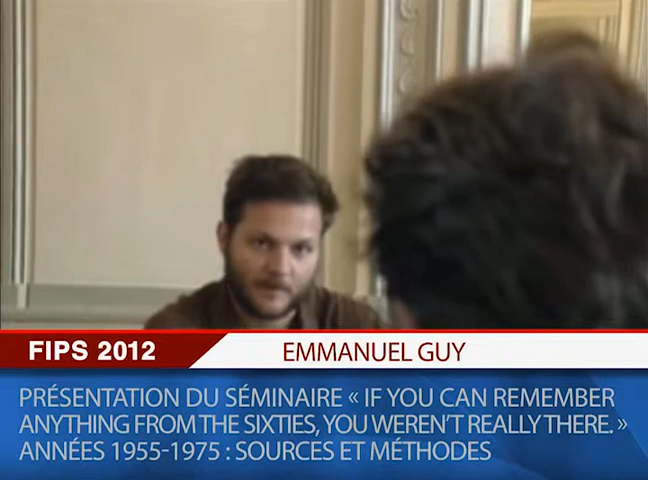 FIPS 2012
EMMANUEL GUY
PRÉSENTATION DU SÉMINAIRE « IF YOU CAN REMEMBER
ANYTHING FROM THE SIXTIES, YOU WEREN'T REALLY THERE. »
ANNÉES 1955-1975 : SOURCES ET MÉTHODES